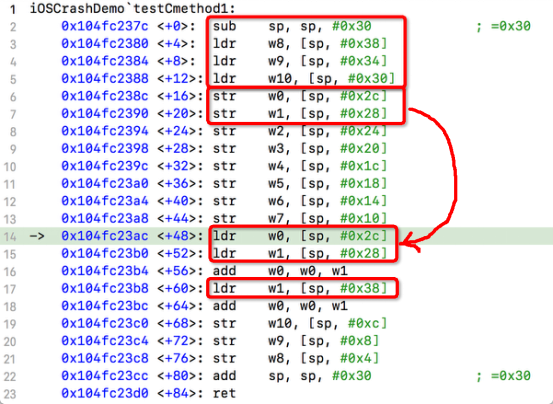 1 iOSCrashDemo`testCmethod1:
2 0x104fc237c <+0>: sub sp, sp, #0x30 ; =0x30
3 0x104fc2380 <+4>: ldr w8, [sp, #0x38]
4 0x104fc2384 <+8>: ldr w9, [sp, #0x34]
5 0x104fc2388 <+12>: ldr w10, [sp, #0x30]
6 0x104fc238c <+16>: str w0, [sp, #0x2c]
7 0x104fc2390 <+20>: str w1, [sp, #0x28]
8 0x104fc2394 <+24>: str w2, [sp, #0x24]
9 0x104fc2398 <+28>: str w3, [sp, #0x20]
10 0x104fc239c <+32>: str w4, [sp, #0x1c]
11 0x104fc23a0 <+36>: str w5, [sp, #0x18]
12 0x104fc23a4 <+40>: str w6, [sp, #0x14]
13 0x104fc23a8 <+44>: str w7, [sp, #0x10]
14 -> 0x104fc23ac <+48>: ldr w0, [sp, #0x2c]
15 0x104fc23b0 <+52>: ldr w1, [sp, #0x28]
16 0x104fc23b4 <+56>: add w0, w0, w1
17 0x104fc23b8 <+60>: ldr w1, [sp, #0x38]
18 0x104fc23bc <+64>: add w0, w0, w1
19 0x104fc23c0 <+68>: str w10, [sp, #0xc]
20 0x104fc23c4 <+72>: str w9, [sp, #0x8]
21 0x104fc23c8 <+76>: str w8, [sp, #0x4]
22 0x104fc23cc <+80>: add sp, sp, #0x30 ; =0x30
23 0x104fc23d0 <+84>: ret